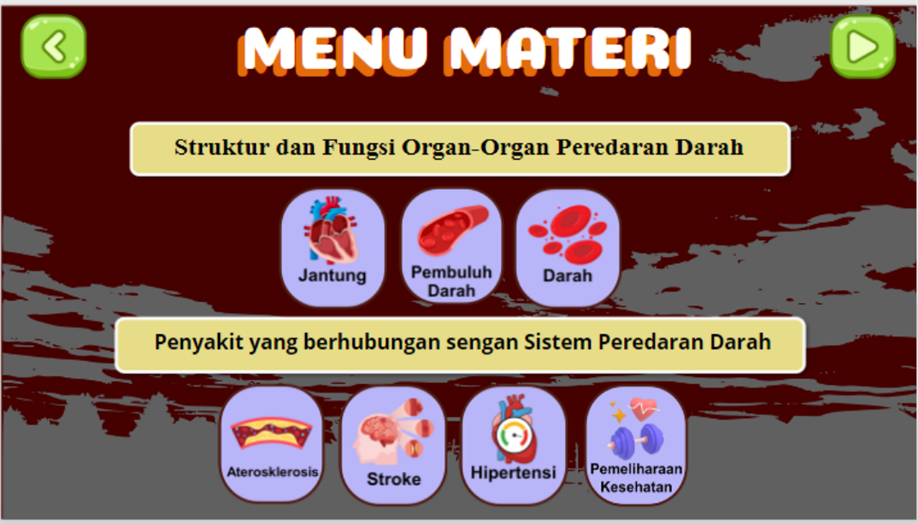 MENU MATERI
Struktur dan Fungsi Organ-Organ Peredaran Darah
Jantung
Pembuluh
Darah
Darah
Penyakit yang berhubungan sengan Sistem Peredaran Darah
Aterosklerosis
Stroke
Hipertensi
Pemeliharaan
Kesehatan